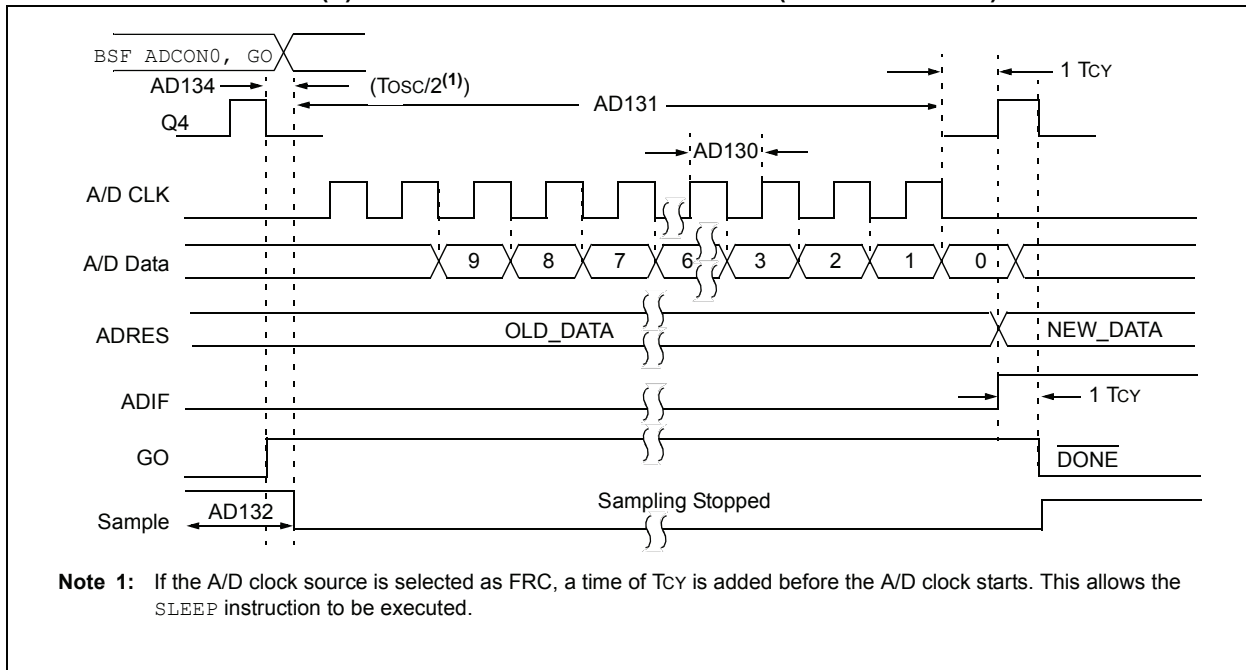 BSF ADCON0, GO
AD134 (TOSC/2(1)) 1 TCY
AD131
Q4
AD130
A/D CLK
A/D Data 9 8 7 6 3 2 1 0
ADRES OLD_DATA NEW_DATA
ADIF 1 TCY
GO DONE
Sampling Stopped
Sample AD132
Note 1: If the A/D clock source is selected as FRC, a time of TCY is added before the A/D clock starts. This allows the
SLEEP instruction to be executed.